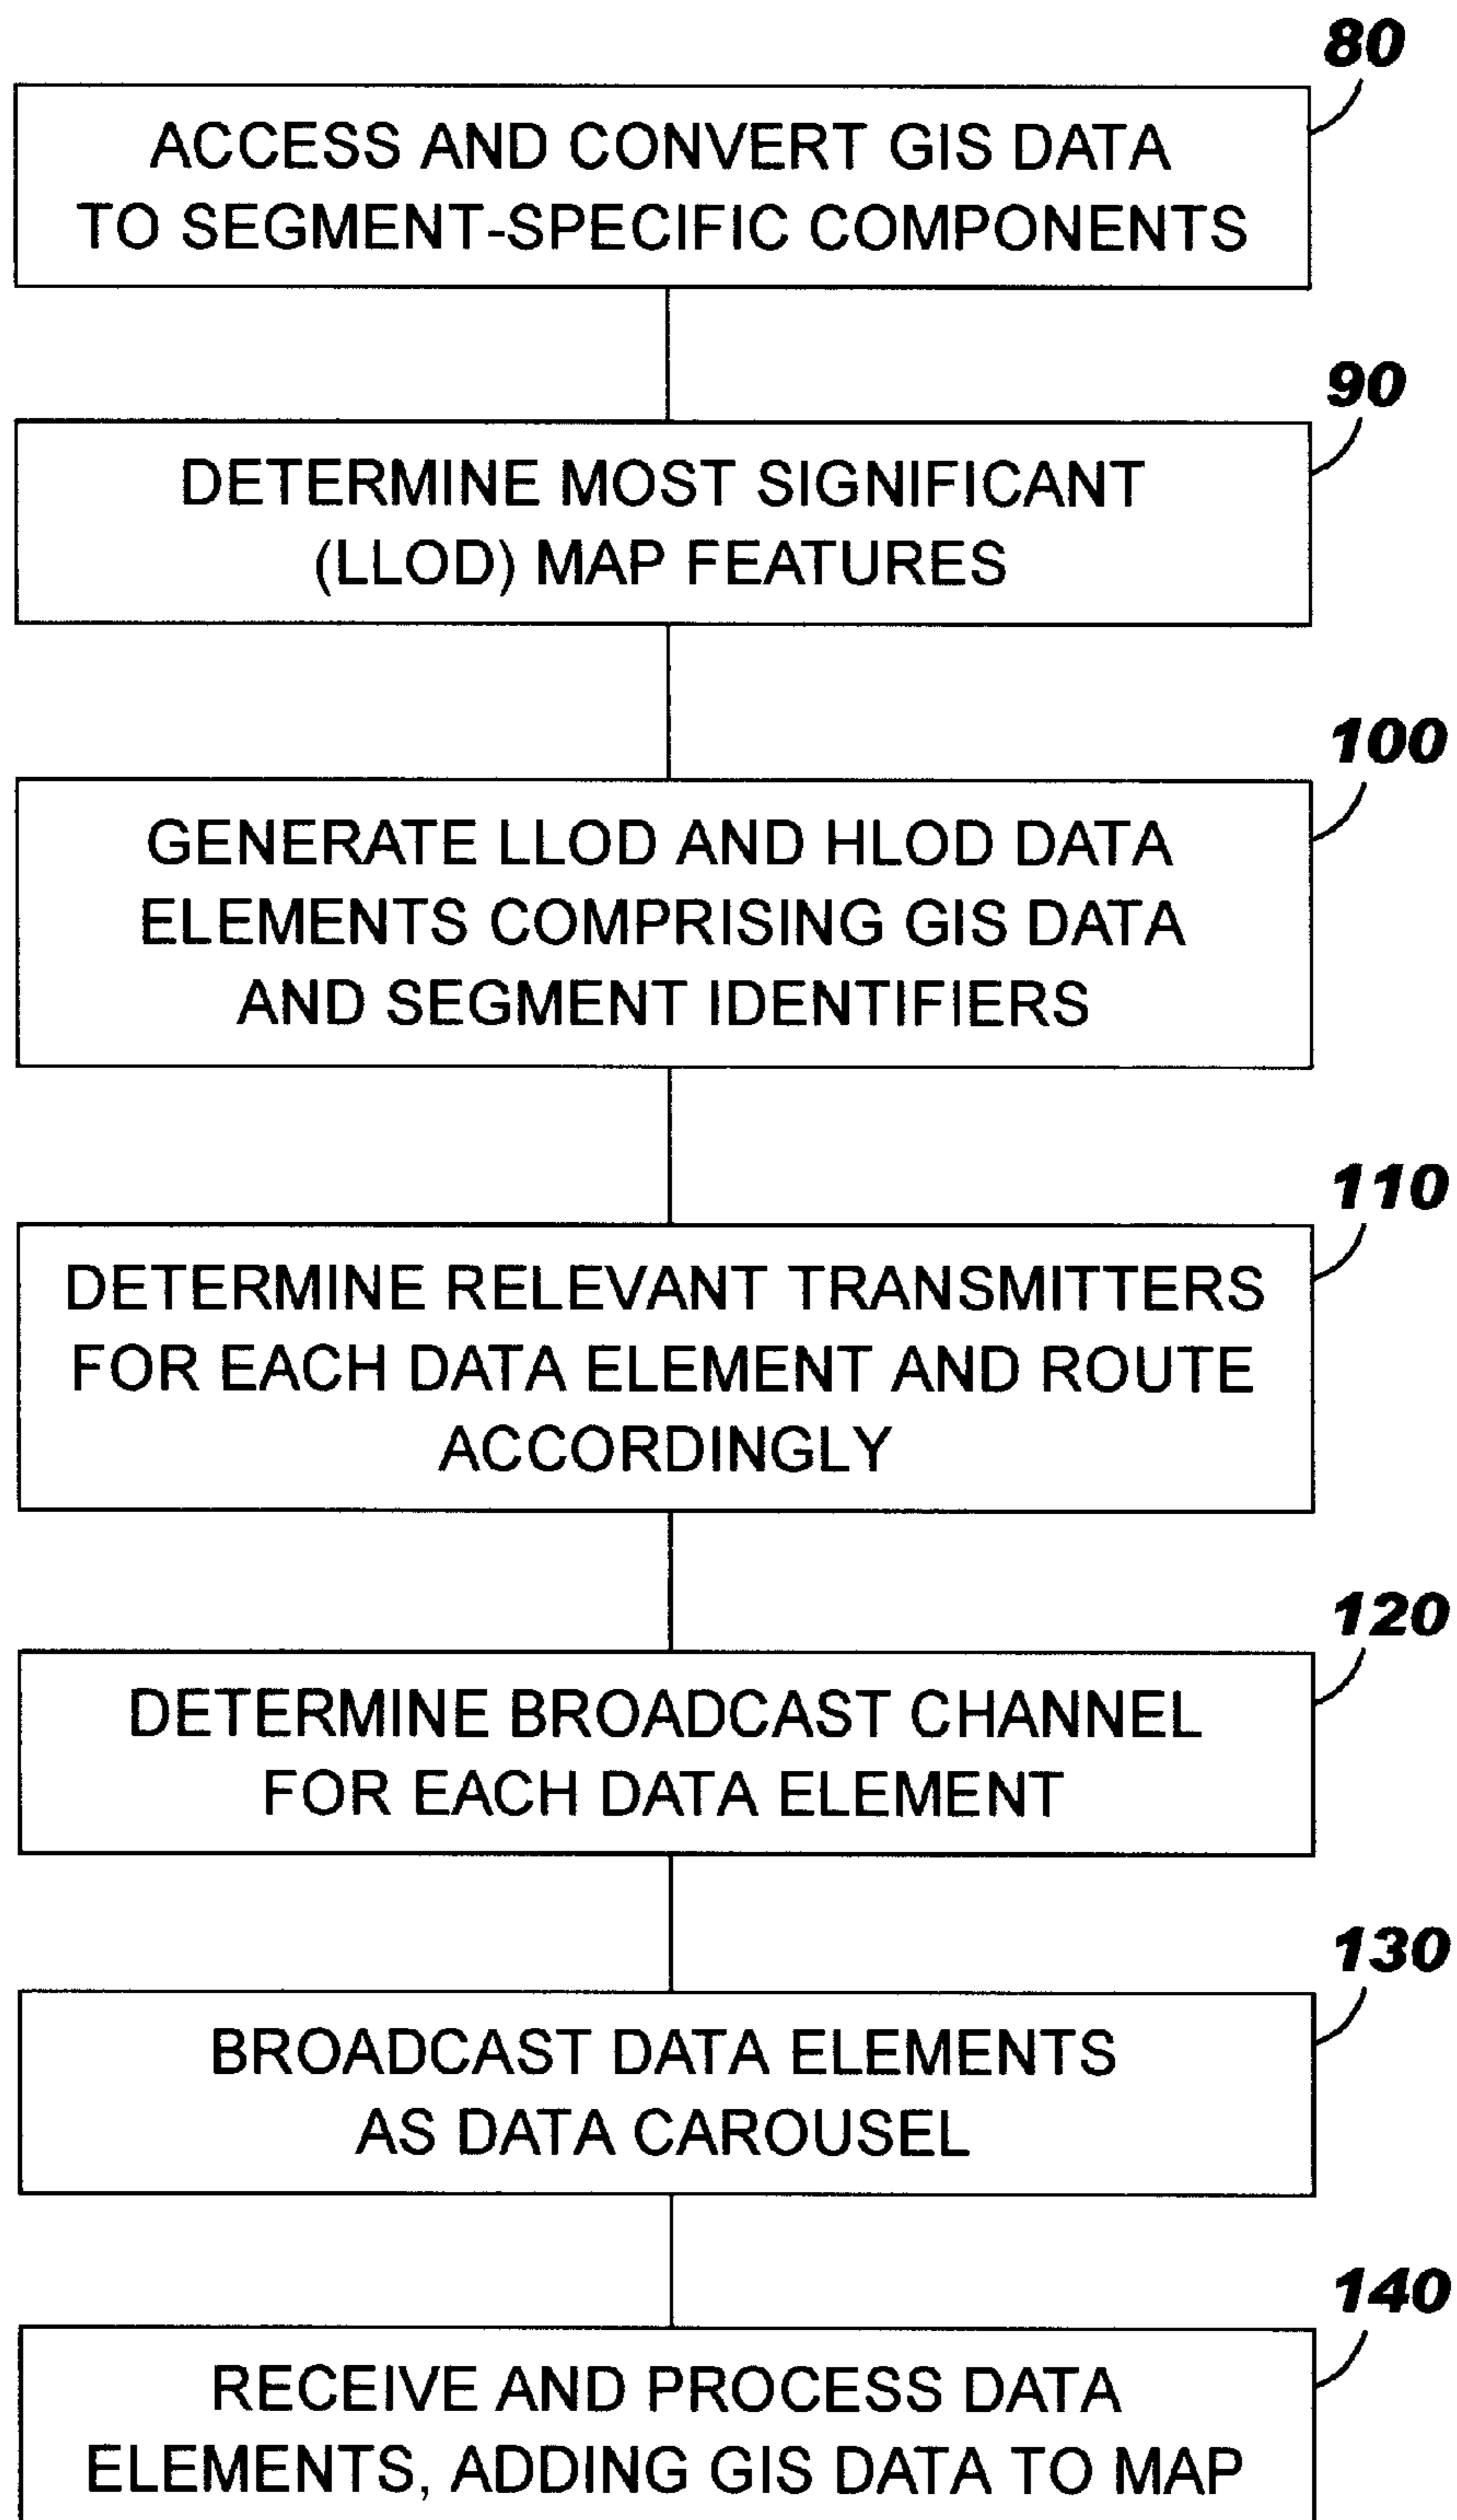 80
ACCESS AND CONVERT GIS DATA
TO SEGMENT-SPECIFIC COMPONENTS
90
DETERMINE MOST SIGNIFICANT
(LLOD) MAP FEATURES
100
GENERATE LLOD AND HLOD DATA
ELEMENTS COMPRISING GIS DATA
AND SEGMENT IDENTIFIERS
110
DETERMINE RELEVANT TRANSMITTERS
FOR EACH DATA ELEMENT AND ROUTE
ACCORDINGLY
120
DETERMINE BROADCAST CHANNEL
FOR EACH DATA ELEMENT
130
BROADCAST DATA ELEMENTS
AS DATA CAROUSEL
140
RECEIVE AND PROCESS DATA
ELEMENTS, ADDING GIS DATA TO MAP